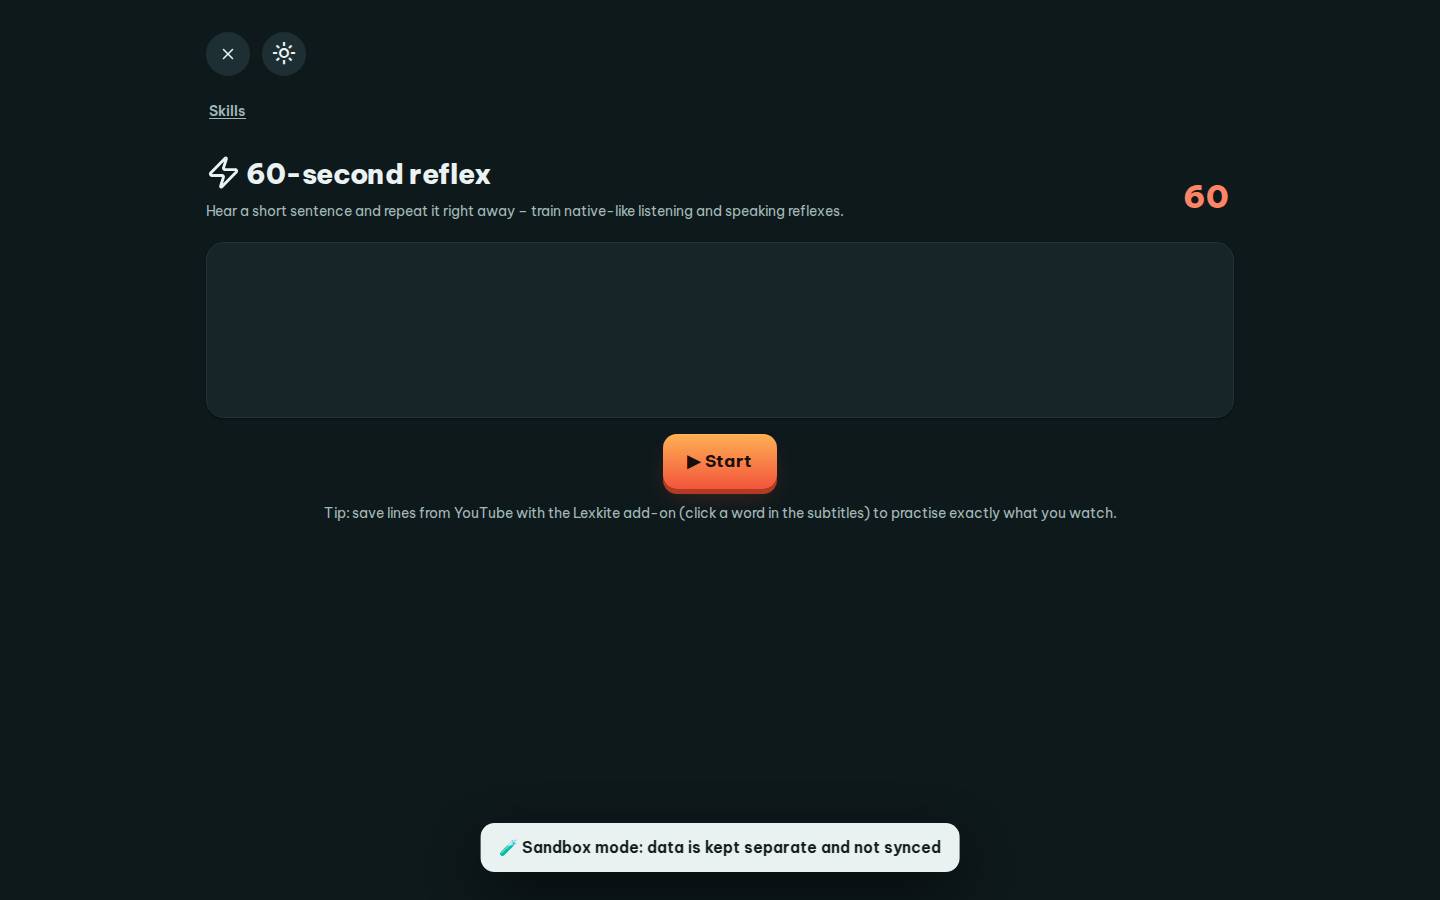 Skills
60-second reflex
Hear a short sentence and repeat it right away – train native-like listening and speaking reflexes.
60
▶ Start
Tip: save lines from YouTube with the Lexkite add-on (click a word in the subtitles) to practise exactly what you watch.
🧪 Sandbox mode: data is kept separate and not synced